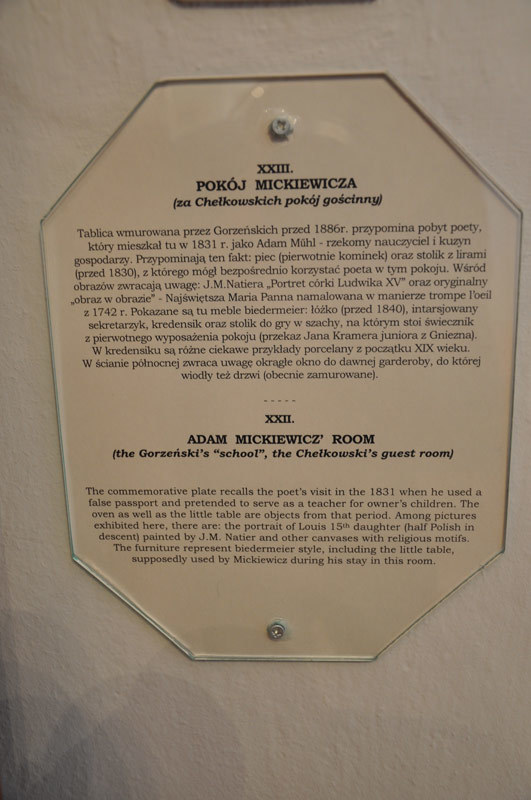 XXIII.
POKÓJ MICKIEWICZA
(za Chełkowskich pokój gościnny)
Tablica wmurowana przez Gorzeńskich przed 1886r. przypomina pobyt poety,
który mieszkał tu w 1831 r. jako Adam Mühl - rzekomy nauczyciel i kuzyn
gospodarzy. Przypominają ten fakt: piec (pierwotnie kominek) oraz stolik z lirami
(przed 1830), z którego mógł bezpośrednio korzystać poeta w tym pokoju. Wśród
obrazów zwracają uwagę: J.M.Natiera „Portret córki Ludwika XV" oraz oryginalny
„obraz w obrazie" - Najświętsza Maria Panna namalowana w manierze trompe l'oeil
z 1742 r. Pokazane są tu meble biedermeier: łóżko (przed 1840), intarsjowany
sekretarzyk, kredensik oraz stolik do gry w szachy, na którym stoi świecznik
z pierwotnego wyposażenia pokoju (przekaz Jana Kramera juniora z Gniezna).
W kredensiku są różne ciekawe przykłady porcelany z początku XIX wieku.
W ścianie północnej zwraca uwagę okrągłe okno do dawnej garderoby, do której
wiodły też drzwi (obecnie zamurowane).
- - - - -
XXII.
ADAM MICKIEWICZ' ROOM
(the Gorzeński's "school", the Chełkowski's guest room)
The commemorative plate recalls the poet's visit in the 1831 when he used a
false passport and pretended to serve as a teacher for owner's children. The
oven as well as the little table are objects from that period. Among pictures
exhibited here, there are: the portrait of Louis 15th daughter (half Polish in
descent) painted by J.M. Natier and other canvases with religious motifs.
The furniture represent biedermeier style, including the little table,
supposedly used by Mickiewicz during his stay in this room.